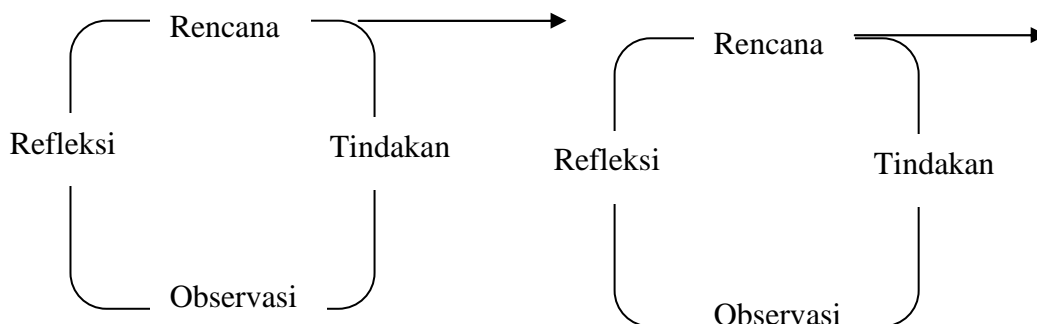 Rencana
Refleksi
Tindakan
Observasi
Rencana
Refleksi
Tindakan
Observasi